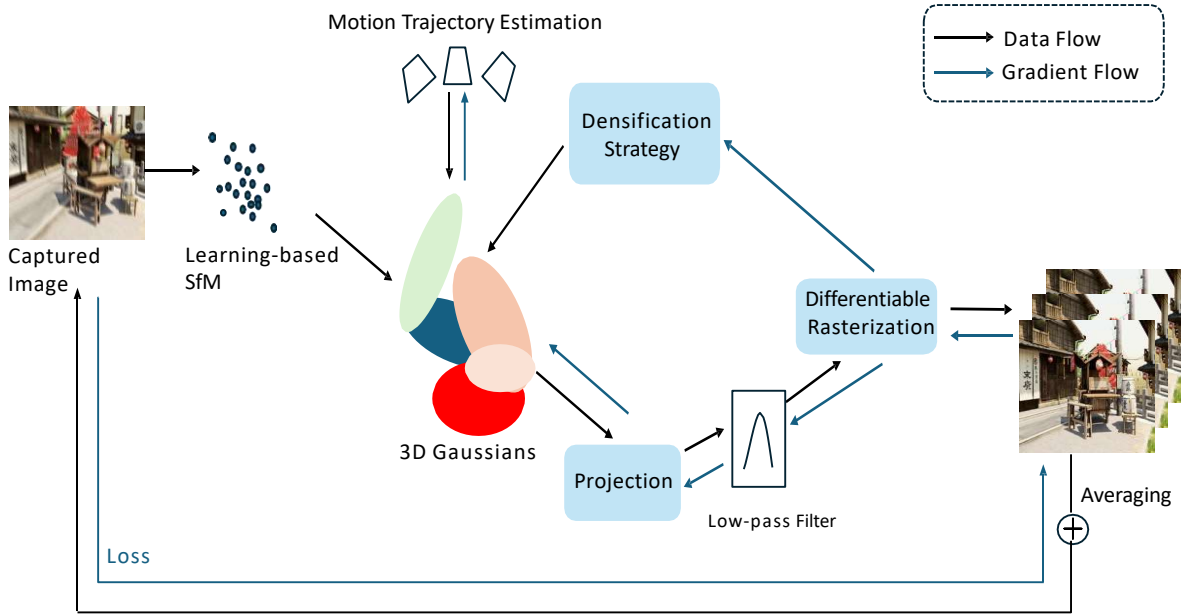 Motion Trajectory Estimation
Data Flow
Gradient Flow
Densification
Strategy
Captured
Image
Learning-based
SfM
Differentiable
Rasterization
3D Gaussians
Projection
Low-pass Filter
Averaging
Loss